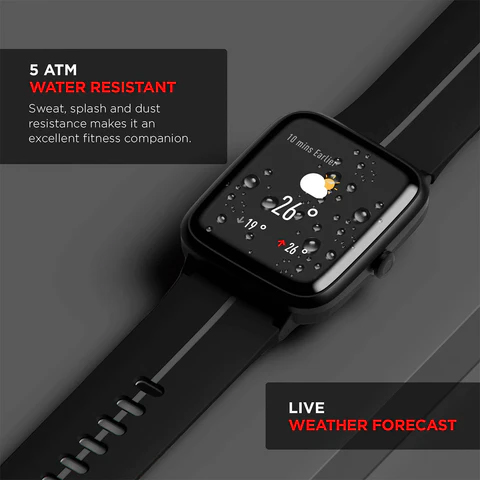 5 ATM
WATER RESISTANT
Sweat, splash and dust
resistance makes it an
excellent fitness companion.
10 mins Earlier
26°
↓19° ↑26°
LIVE
WEATHER FORECAST